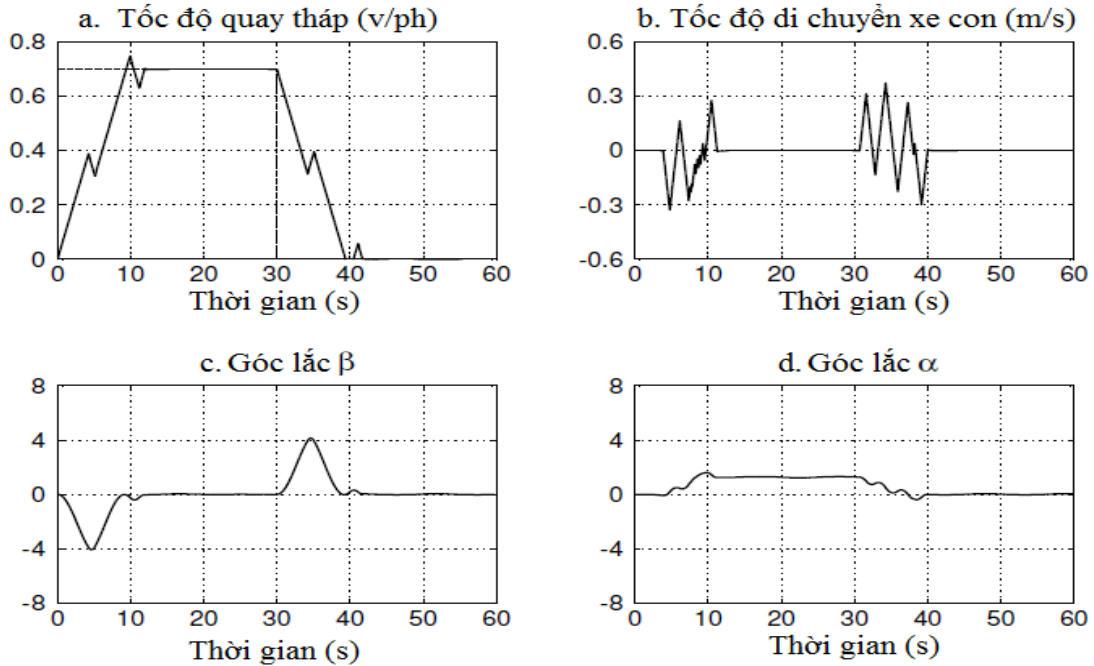 a. Tốc độ quay tháp (v/ph)
0.8
0.6
0.4
0.2
0
0 10 20 30 40 50 60
Thời gian (s)
b. Tốc độ di chuyển xe con (m/s)
0.6
0.3
0
-0.3
-0.6
0 10 20 30 40 50 60
Thời gian (s)
c. Góc lắc β
8
4
0
-4
-8
0 10 20 30 40 50 60
Thời gian (s)
d. Góc lắc α
8
4
0
-4
-8
0 10 20 30 40 50 60
Thời gian (s)